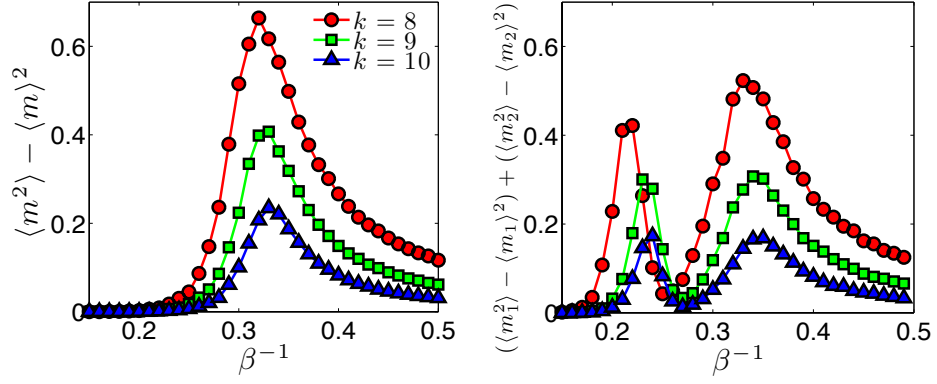 ⟨m²⟩ − ⟨m⟩²
0.6
0.4
0.2
0
0.2
0.3
0.4
0.5
β⁻¹
k = 8
k = 9
k = 10
(⟨m₁²⟩ − ⟨m₁⟩²) + (⟨m₂²⟩ − ⟨m₂⟩²)
0.6
0.4
0.2
0
0.2
0.3
0.4
0.5
β⁻¹